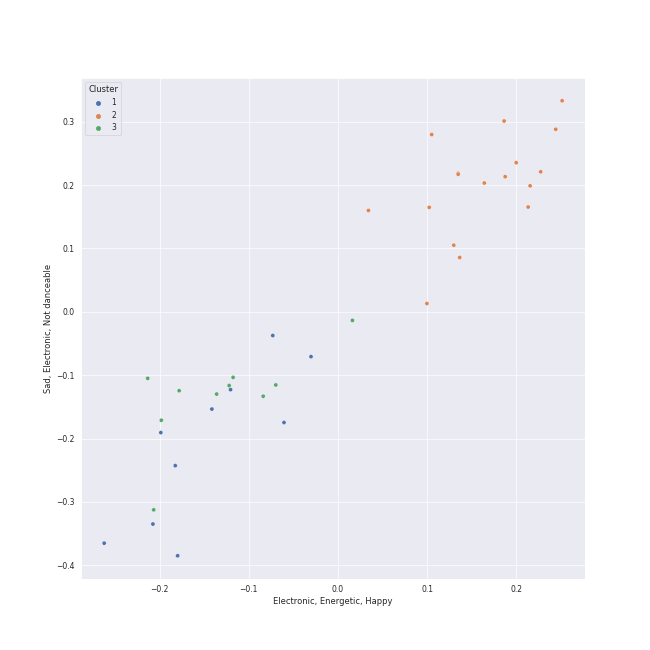 Cluster
1
2
3
0.3
0.2
0.1
0.0
−0.1
−0.2
−0.3
−0.4
Sad, Electronic, Not danceable
−0.2 −0.1 0.0 0.1 0.2
Electronic, Energetic, Happy